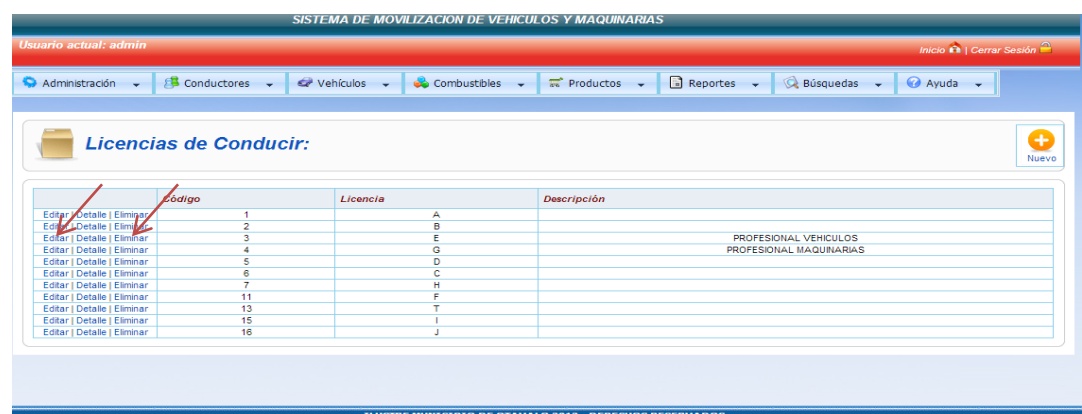 SISTEMA DE MOVILIZACION DE VEHICULOS Y MAQUINARIAS
Usuario actual: admin Inicio | Cerrar Sesión
Administración Conductores Vehículos Combustibles Productos Reportes Búsquedas Ayuda
Licencias de Conducir:
Nuevo
Código Licencia Descripción
Editar | Detalle | Eliminar 1 A
Editar | Detalle | Eliminar 2 B
Editar | Detalle | Eliminar 3 E PROFESIONAL VEHICULOS
Editar | Detalle | Eliminar 4 G PROFESIONAL MAQUINARIAS
Editar | Detalle | Eliminar 5 D
Editar | Detalle | Eliminar 6 C
Editar | Detalle | Eliminar 7 H
Editar | Detalle | Eliminar 11 F
Editar | Detalle | Eliminar 13 T
Editar | Detalle | Eliminar 15 I
Editar | Detalle | Eliminar 16 J